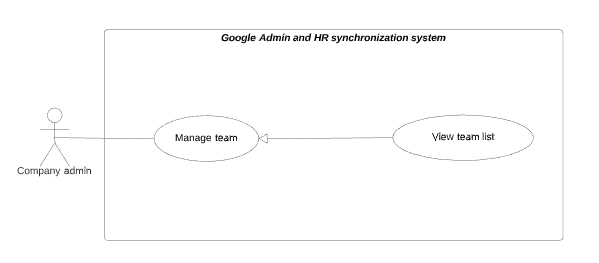 Google Admin and HR synchronization system
Manage team
View team list
Company admin